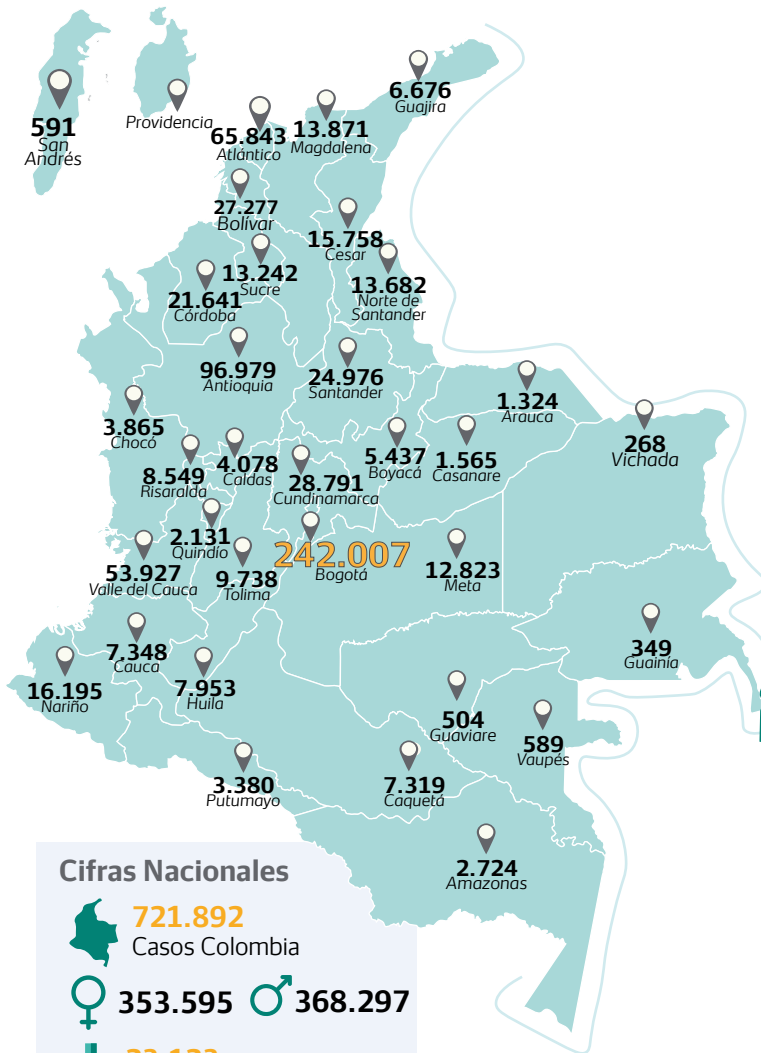 6.676
Guajira
591
San
Andrés
Providencia
65.843
Atlántico
13.871
Magdalena
27.277
Bolívar
15.758
Cesar
13.242
Sucre
13.682
Norte de
Santander
21.641
Córdoba
96.979
Antioquia
24.976
Santander
1.324
Arauca
3.865
Chocó
268
Vichada
8.549
Risaralda
4.078
Caldas
28.791
Cundinamarca
5.437
Boyacá
1.565
Casanare
2.131
Quindío
242.007
Bogotá
53.927
Valle del Cauca
9.738
Tolima
12.823
Meta
7.348
Cauca
349
Guainía
16.195
Nariño
7.953
Huila
504
Guaviare
589
Vaupés
3.380
Putumayo
7.319
Caquetá
2.724
Amazonas
Cifras Nacionales
721.892
Casos Colombia
353.595 368.297